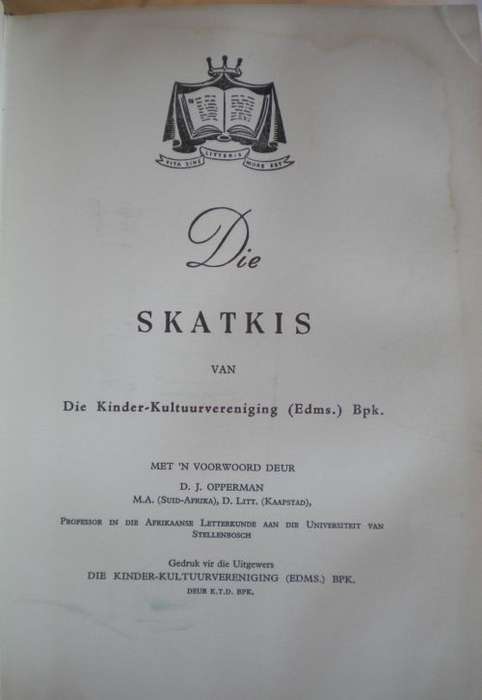 VITA SINE LITTERIS MORS EST
Die
SKATKIS
VAN
Die Kinder-Kultuurvereniging (Edms.) Bpk.
MET 'N VOORWOORD DEUR
D. J. OPPERMAN
M.A. (Suid-Afrika), D. Litt. (Kaapstad),
Professor in die Afrikaanse Letterkunde aan die Universiteit van
Stellenbosch
Gedruk vir die Uitgewers
DIE KINDER-KULTUURVERENIGING (EDMS.) BPK.
DEUR K.T.D. BPK.